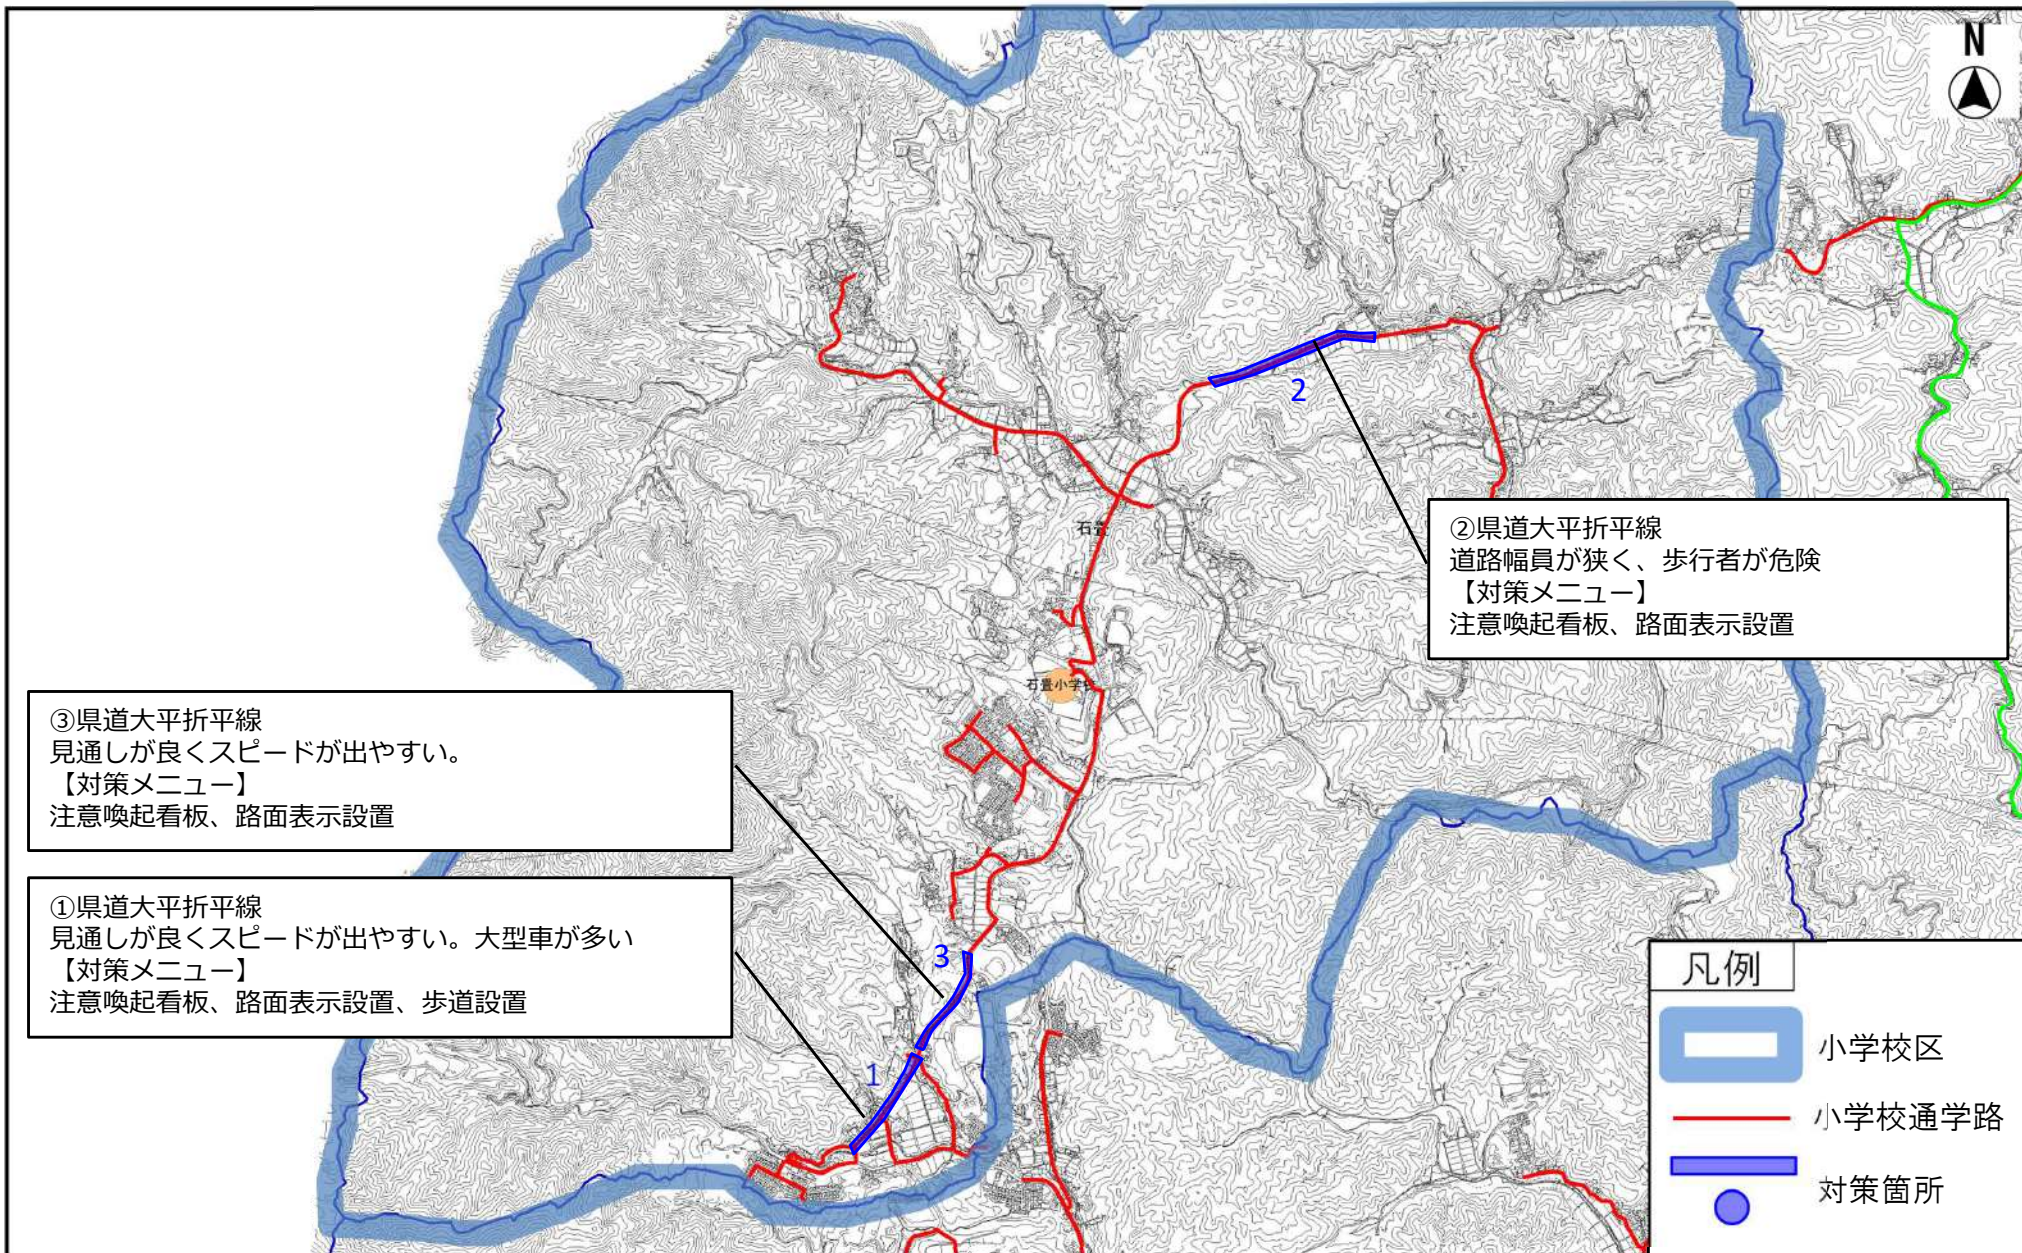 N
2
石畳
②県道大平折平線
道路幅員が狭く、歩行者が危険
【対策メニュー】
注意喚起看板、路面表示設置
石畳小学校
③県道大平折平線
見通しが良くスピードが出やすい。
【対策メニュー】
注意喚起看板、路面表示設置
①県道大平折平線
見通しが良くスピードが出やすい。大型車が多い
【対策メニュー】
注意喚起看板、路面表示設置、歩道設置
3
1
凡例
小学校区
小学校通学路
対策箇所